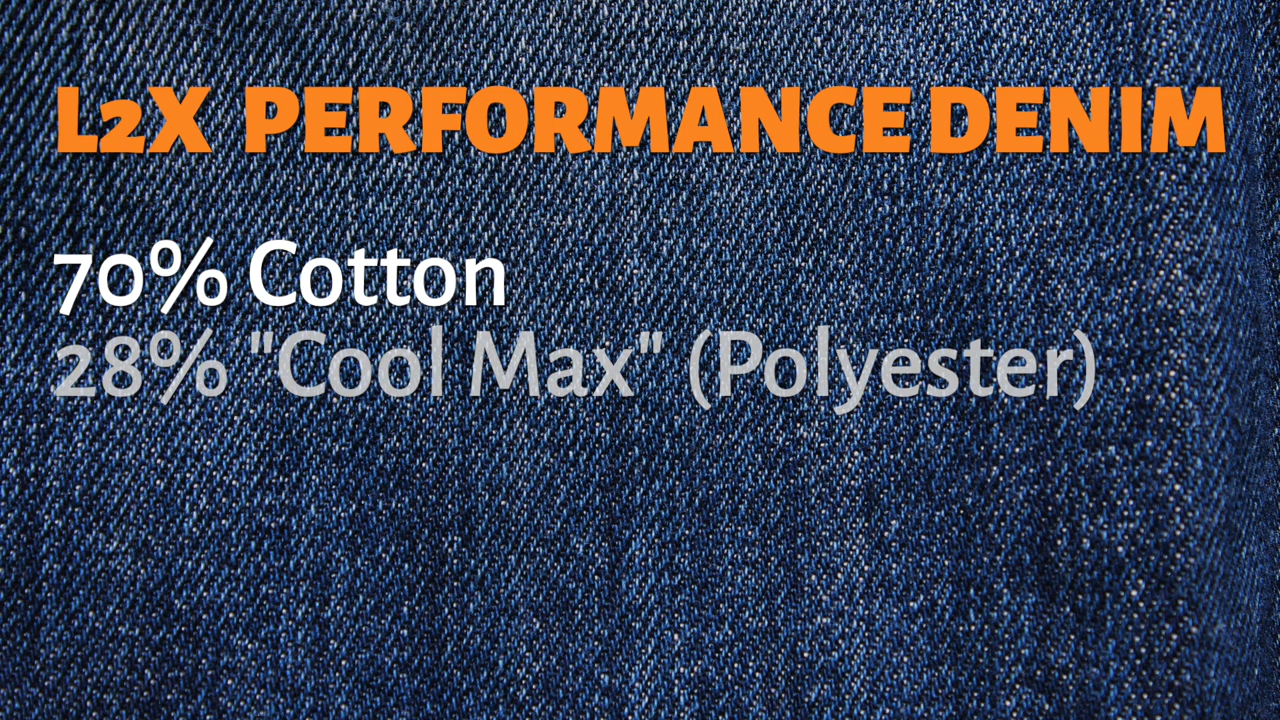 L2X PERFORMANCE DENIM
70% Cotton
28% "Cool Max" (Polyester)